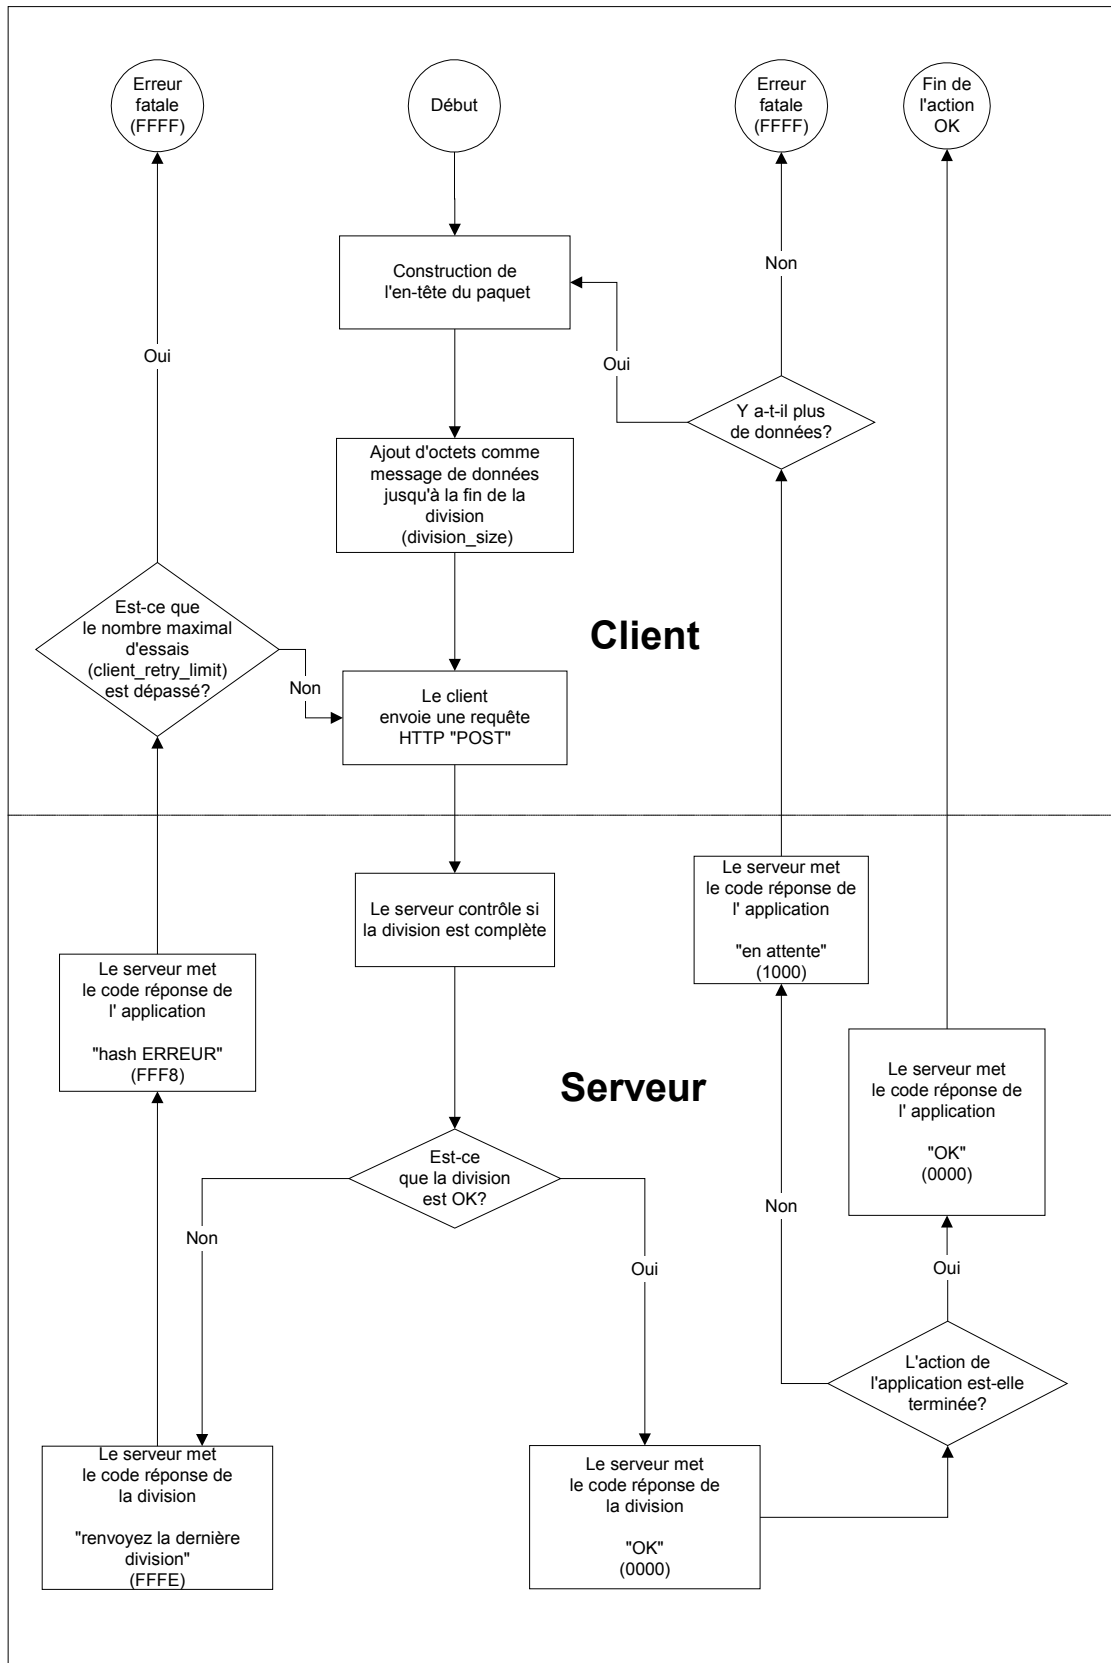 Erreur
fatale
(FFFF)
Début
Erreur
fatale
(FFFF)
Fin de
l'action
OK
Construction de
l'en-tête du paquet
Non
Oui
Oui
Y a-t-il plus
de données?
Ajout d'octets comme
message de données
jusqu'à la fin de la
division
(division_size)
Est-ce que
le nombre maximal
d'essais
(client_retry_limit)
est dépassé?
Client
Non
Le client
envoie une requête
HTTP "POST"
Le serveur met
le code réponse de
l' application
"en attente"
(1000)
Le serveur contrôle si
la division est complète
Le serveur met
le code réponse de
l' application
"hash ERREUR"
(FFF8)
Serveur
Le serveur met
le code réponse de
l' application
"OK"
(0000)
Est-ce
que la division
est OK?
Non
Non
Oui
Oui
L'action de
l'application est-elle
terminée?
Le serveur met
le code réponse de
la division
"renvoyez la dernière
division"
(FFFE)
Le serveur met
le code réponse de
la division
"OK"
(0000)